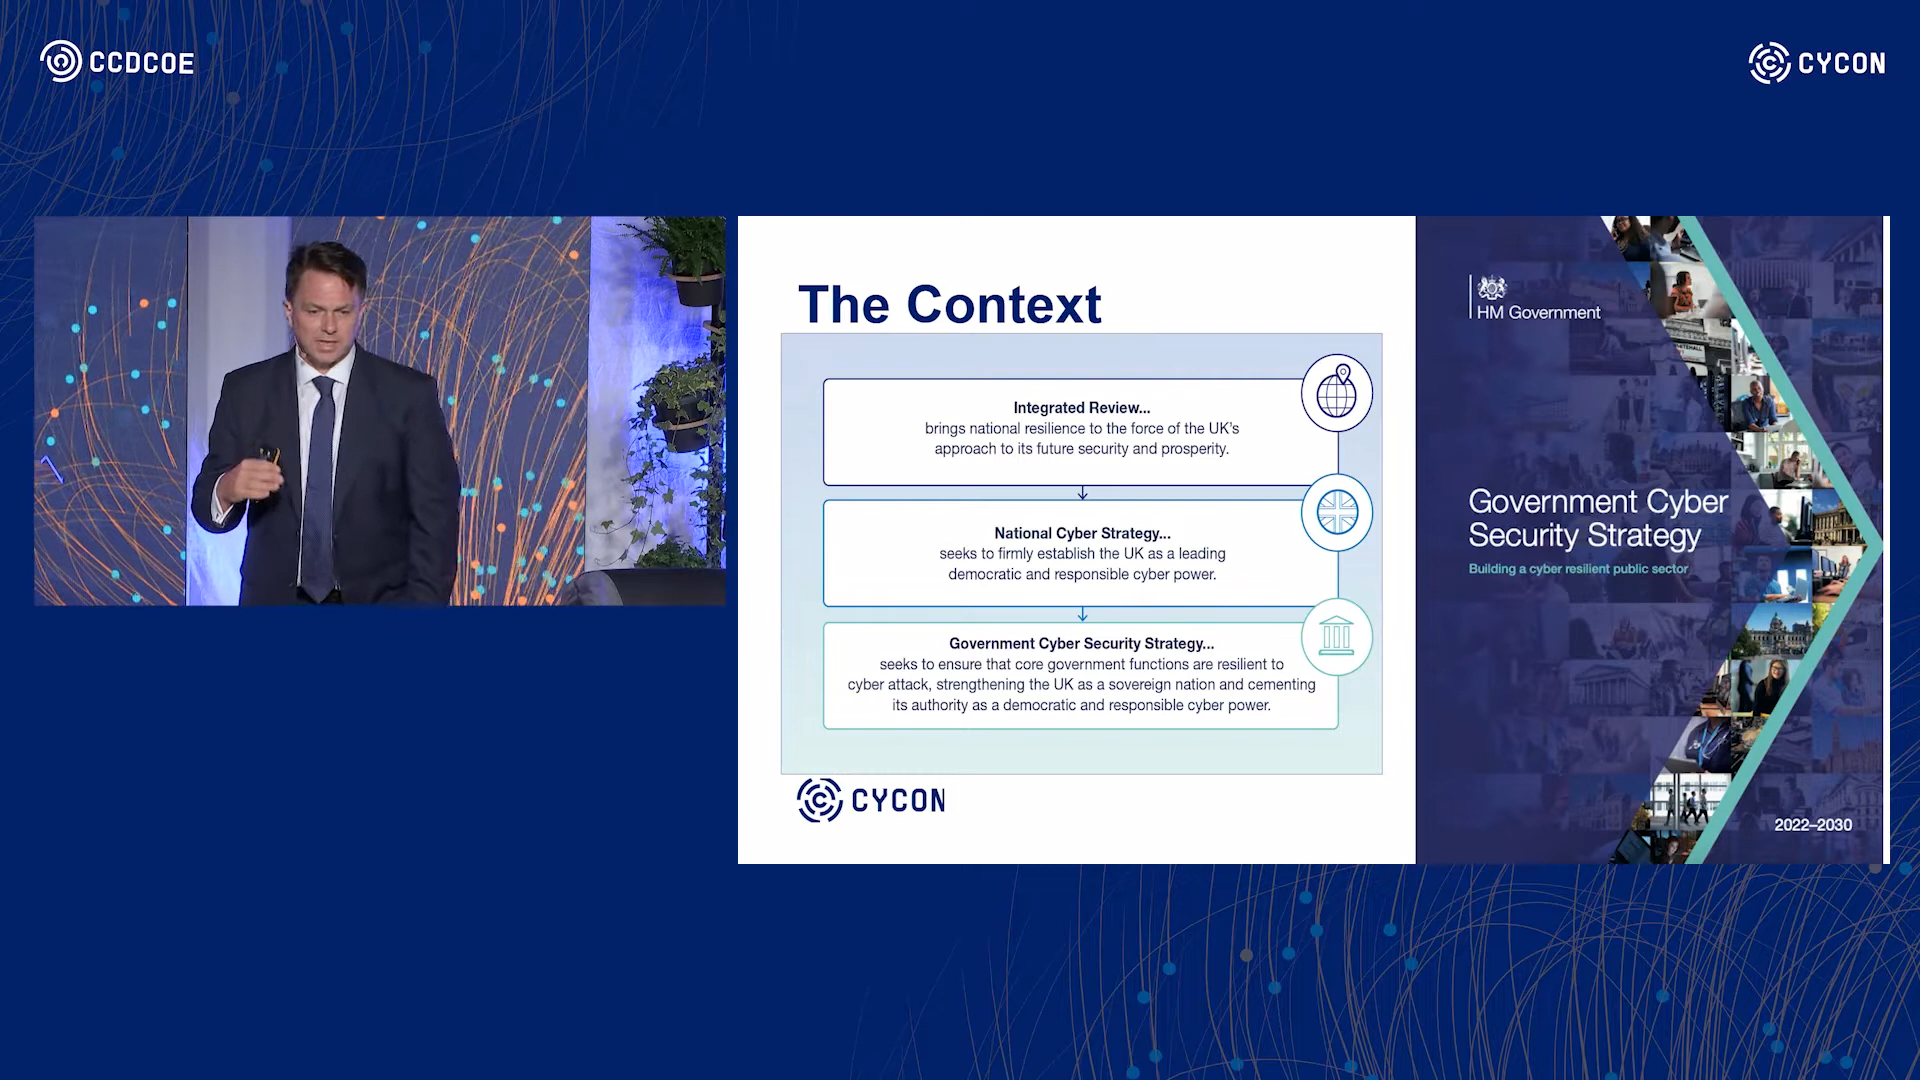 CCDCOE
CYCON
The Context
Integrated Review...
brings national resilience to the force of the UK's
approach to its future security and prosperity.
National Cyber Strategy...
seeks to firmly establish the UK as a leading
democratic and responsible cyber power.
Government Cyber Security Strategy...
seeks to ensure that core government functions are resilient to
cyber attack, strengthening the UK as a sovereign nation and cementing
its authority as a democratic and responsible cyber power.
CYCON
HM Government
WHITEHALL
Government Cyber
Security Strategy
Building a cyber resilient public sector
2022–2030